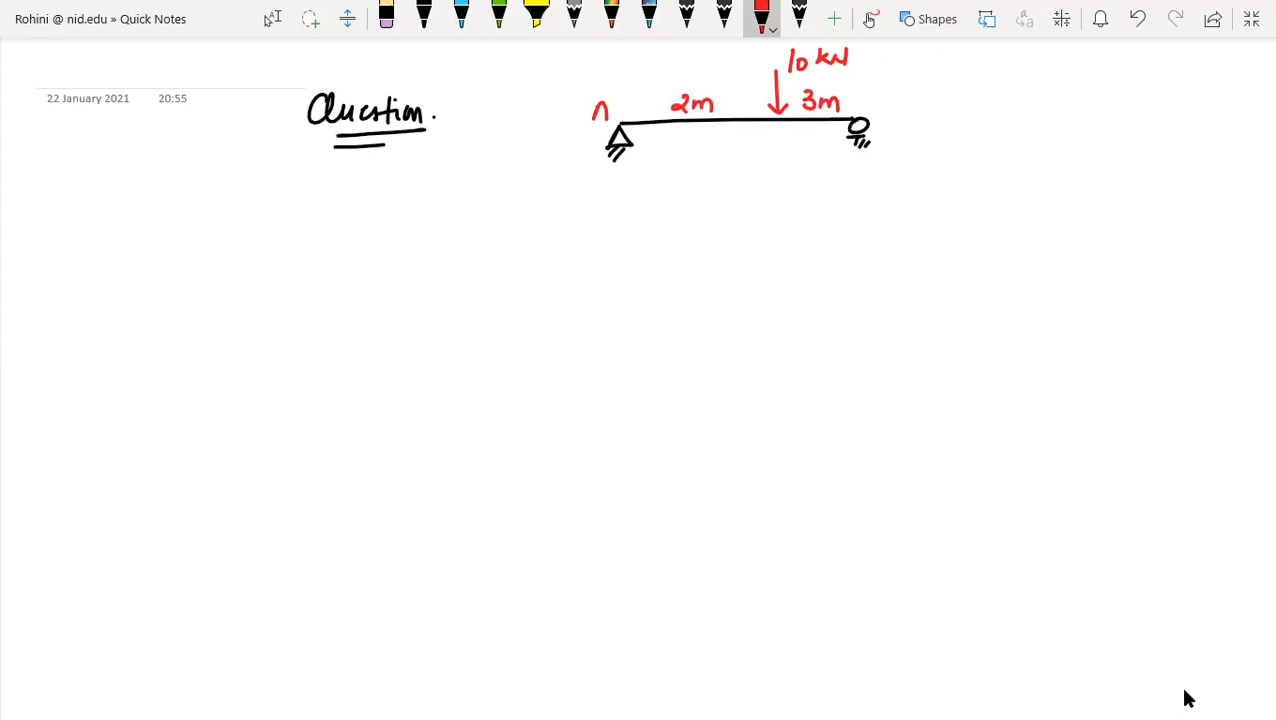 Rohini @ nid.edu » Quick Notes
Shapes
10 kN
22 January 2021 20:55
Question.
2m 3m